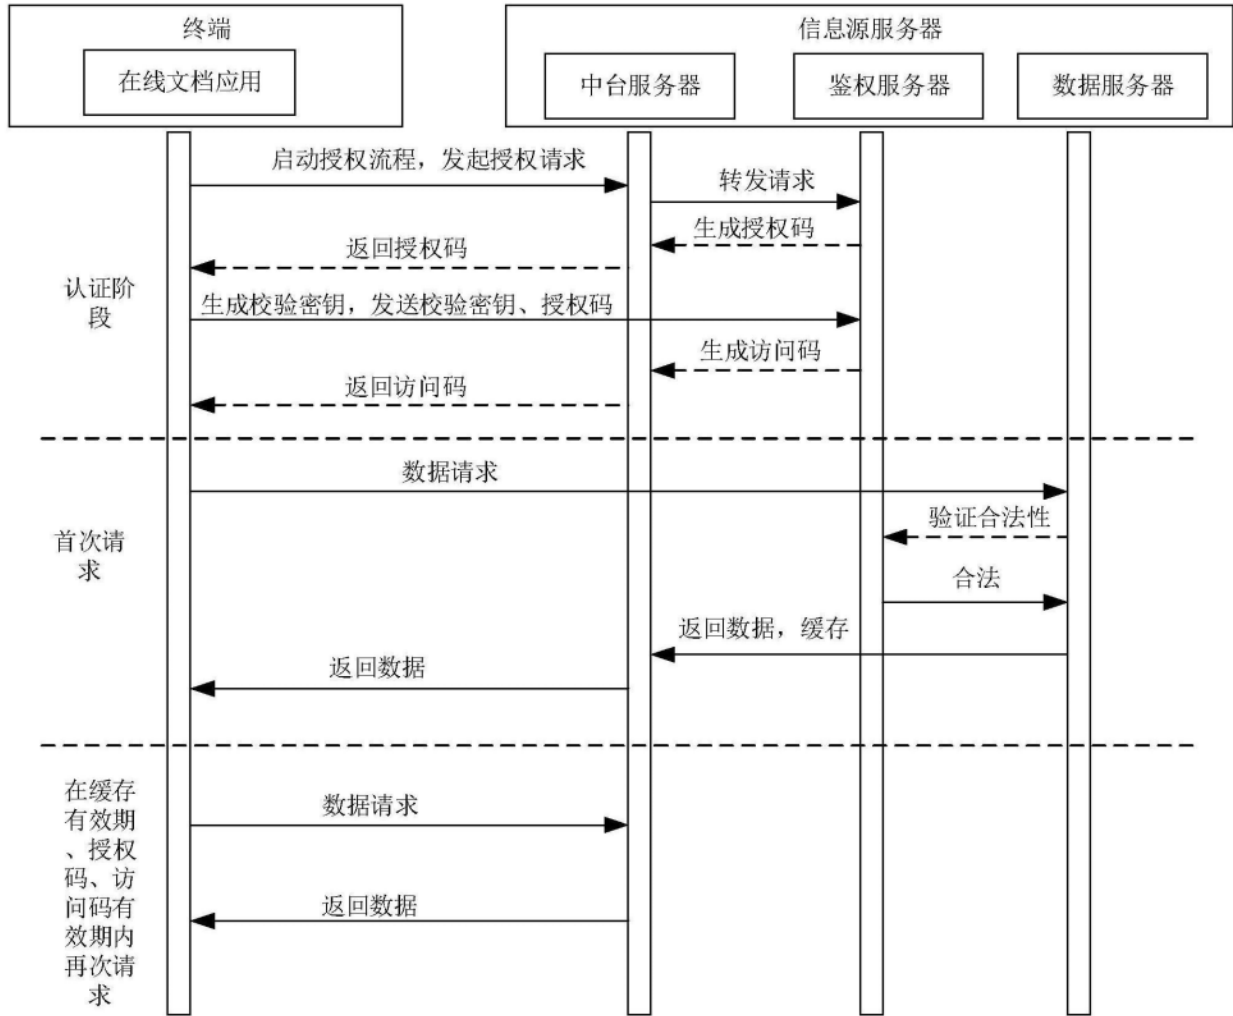 终端
信息源服务器
在线文档应用
中台服务器
鉴权服务器
数据服务器
启动授权流程，发起授权请求
转发请求
生成授权码
返回授权码
认证阶
段
生成校验密钥，发送校验密钥、授权码
生成访问码
返回访问码
数据请求
首次请
求
验证合法性
合法
返回数据，缓存
返回数据
在缓存
有效期
、授权
码、访
问码有
效期内
再次请
求
数据请求
返回数据